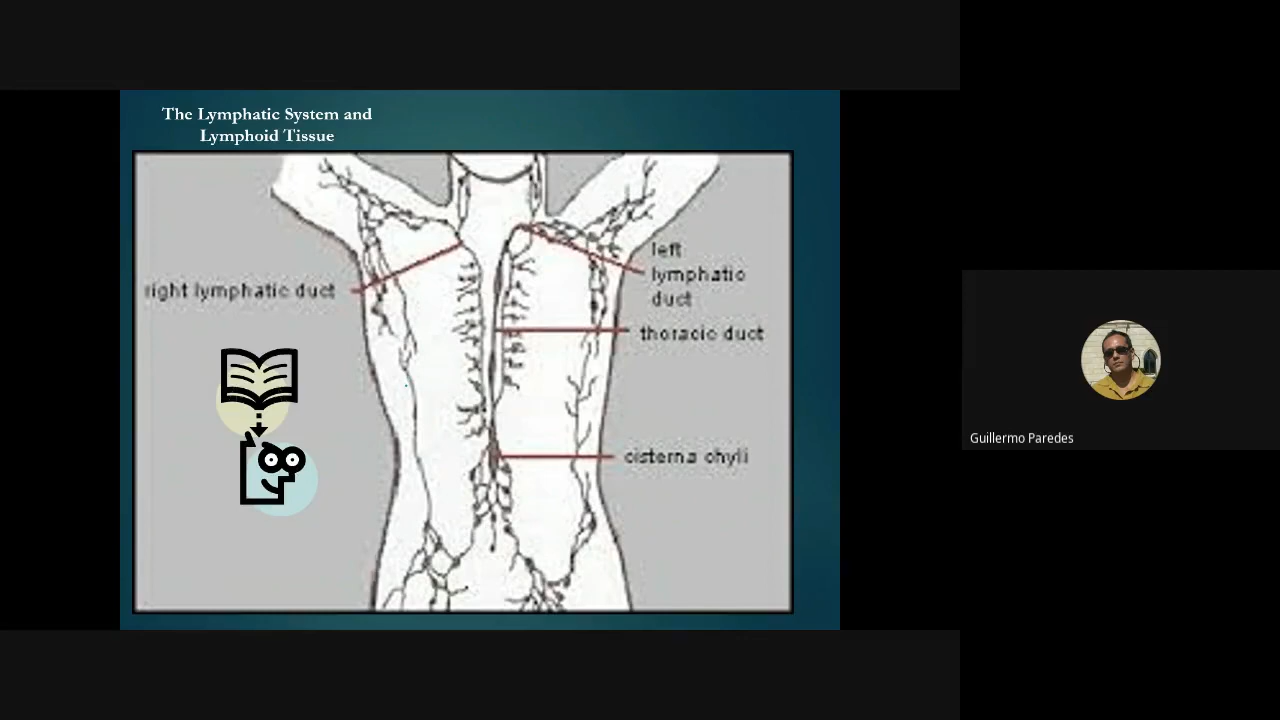 The Lymphatic System and
Lymphoid Tissue
right lymphatic duct
left
lymphatic
duct
thoracic duct
cisterna chyli
Guillermo Paredes